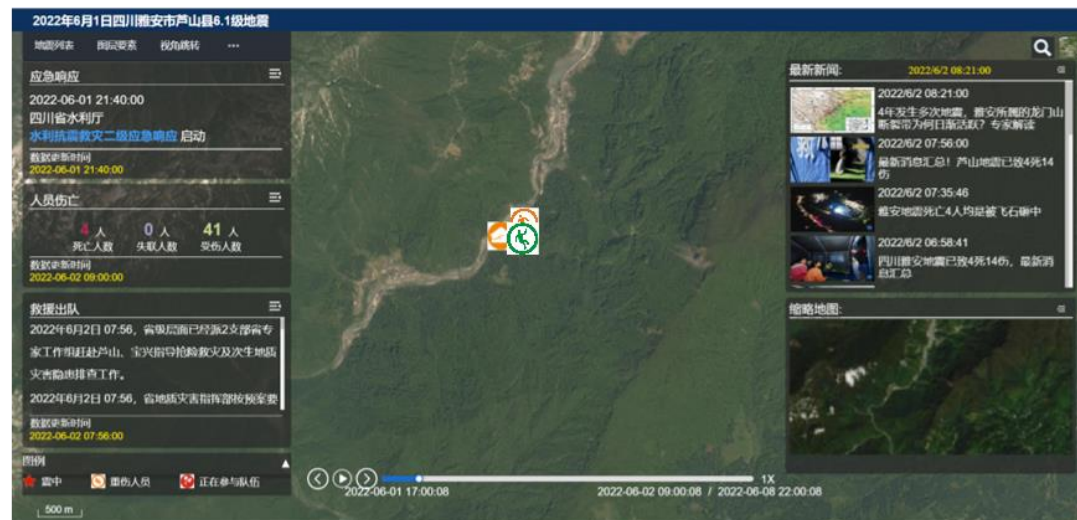 2022年6月1日四川雅安市芦山县6.1级地震
地震列表 图层要素 视角跳转 ...
应急响应
2022-06-01 21:40:00
四川省水利厅
水利抗震救灾二级应急响应 启动
数据更新时间
2022-06-01 21:40:00
人员伤亡
4 人 0 人 41 人
死亡人数 失联人数 受伤人数
数据更新时间
2022-06-02 09:00:00
救援出队
2022年6月2日 07:56，省级层面已经派2支部省专
家工作组赶赴芦山、宝兴指导抢险救灾及次生地质
灾害隐患排查工作。
2022年6月2日 07:56，省地质灾害指挥部按预案要
数据更新时间
2022-06-02 07:56:00
图例
震中 重伤人员 正在参与队伍
500 m
2022-06-01 17:00:08
1X
2022-06-02 09:00:08 / 2022-06-08 22:00:08
最新新闻: 2022/6/2 08:21:00
2022/6/2 08:21:00
4年发生多次地震，雅安所属的龙门山
断裂带为何日渐活跃？专家解读
2022/6/2 07:56:00
最新消息汇总！芦山地震已致4死14
伤
2022/6/2 07:35:46
雅安地震死亡4人均是被飞石砸中
2022/6/2 06:58:41
四川雅安地震已致4死14伤，最新消
息汇总
缩略地图: